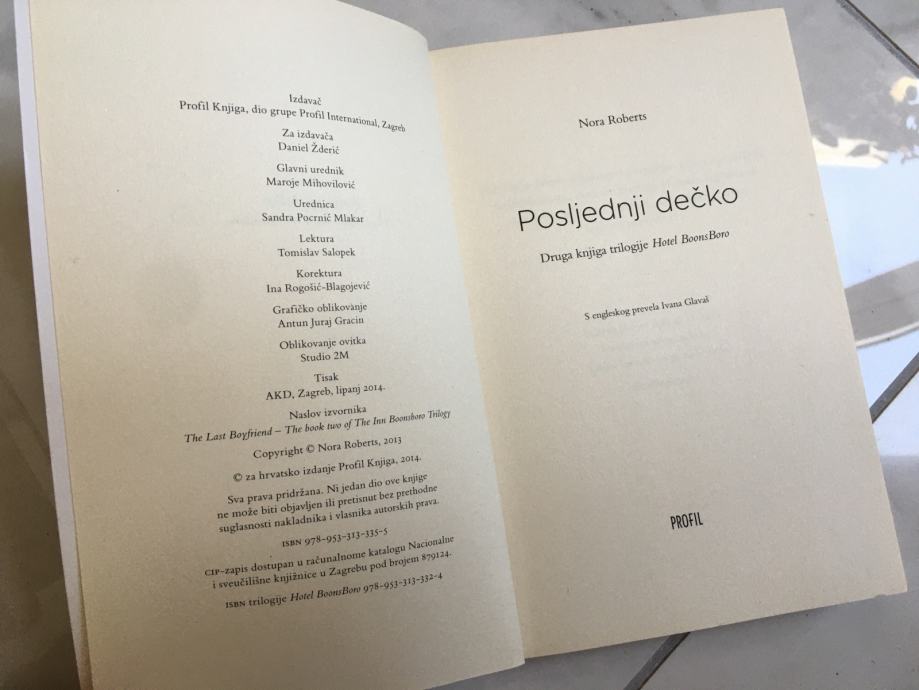 Izdavač
Profil Knjiga, dio grupe Profil International, Zagreb
Za izdavača
Daniel Žderić
Glavni urednik
Maroje Mihovilović
Urednica
Sandra Pocrnić Mlakar
Lektura
Tomislav Salopek
Korektura
Ina Rogošić-Blagojević
Grafičko oblikovanje
Antun Juraj Gracin
Oblikovanje ovitka
Studio 2M
Tisak
AKD, Zagreb, lipanj 2014.
Naslov izvornika
The Last Boyfriend – The book two of The Inn Boonsboro Trilogy
Copyright © Nora Roberts, 2013
© za hrvatsko izdanje Profil Knjiga, 2014.
Sva prava pridržana. Ni jedan dio ove knjige
ne može biti objavljen ili pretisnut bez prethodne
suglasnosti nakladnika i vlasnika autorskih prava.
ISBN 978-953-313-335-5
CIP-zapis dostupan u računalnome katalogu Nacionalne
i sveučilišne knjižnice u Zagrebu pod brojem 879124.
ISBN trilogije Hotel BoonsBoro 978-953-313-332-4
Nora Roberts
Posljednji dečko
Druga knjiga trilogije Hotel BoonsBoro
S engleskog prevela Ivana Glavaš
PROFIL